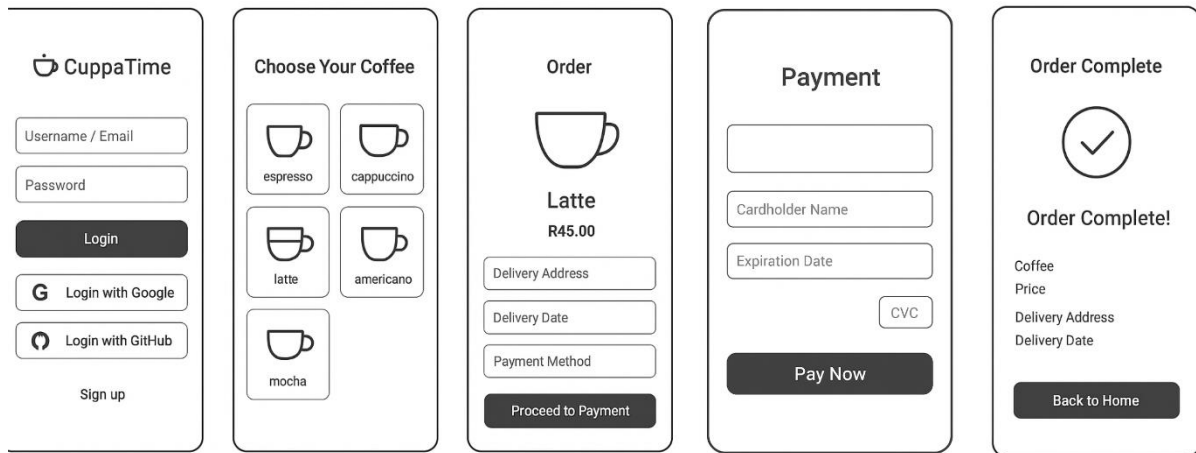 CuppaTime
Username / Email
Password
Login
G Login with Google
Login with GitHub
Sign up
Choose Your Coffee
espresso cappuccino
latte americano
mocha
Order
Latte
R45.00
Delivery Address
Delivery Date
Payment Method
Proceed to Payment
Payment
Cardholder Name
Expiration Date
CVC
Pay Now
Order Complete
Order Complete!
Coffee
Price
Delivery Address
Delivery Date
Back to Home